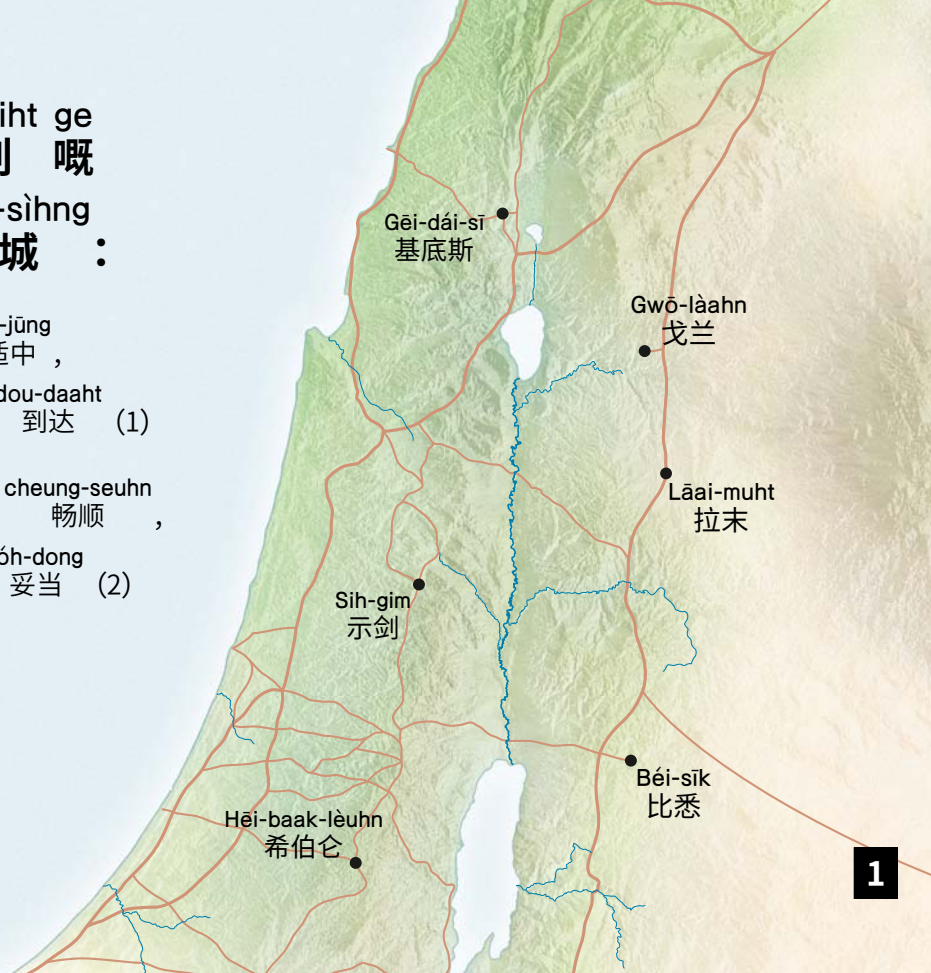 iht ge
嘅
-sìhng
城 ：
-jūng
适中 ，
dou-daaht
到达 （1）
cheung-seuhn
畅顺 ，
óh-dong
妥当 （2）
Gēi-dái-sī
基底斯
Gwō-làahn
戈兰
Lāai-muht
拉末
Sih-gim
示剑
Béi-sīk
比悉
Hēi-baak-lèuhn
希伯仑
1